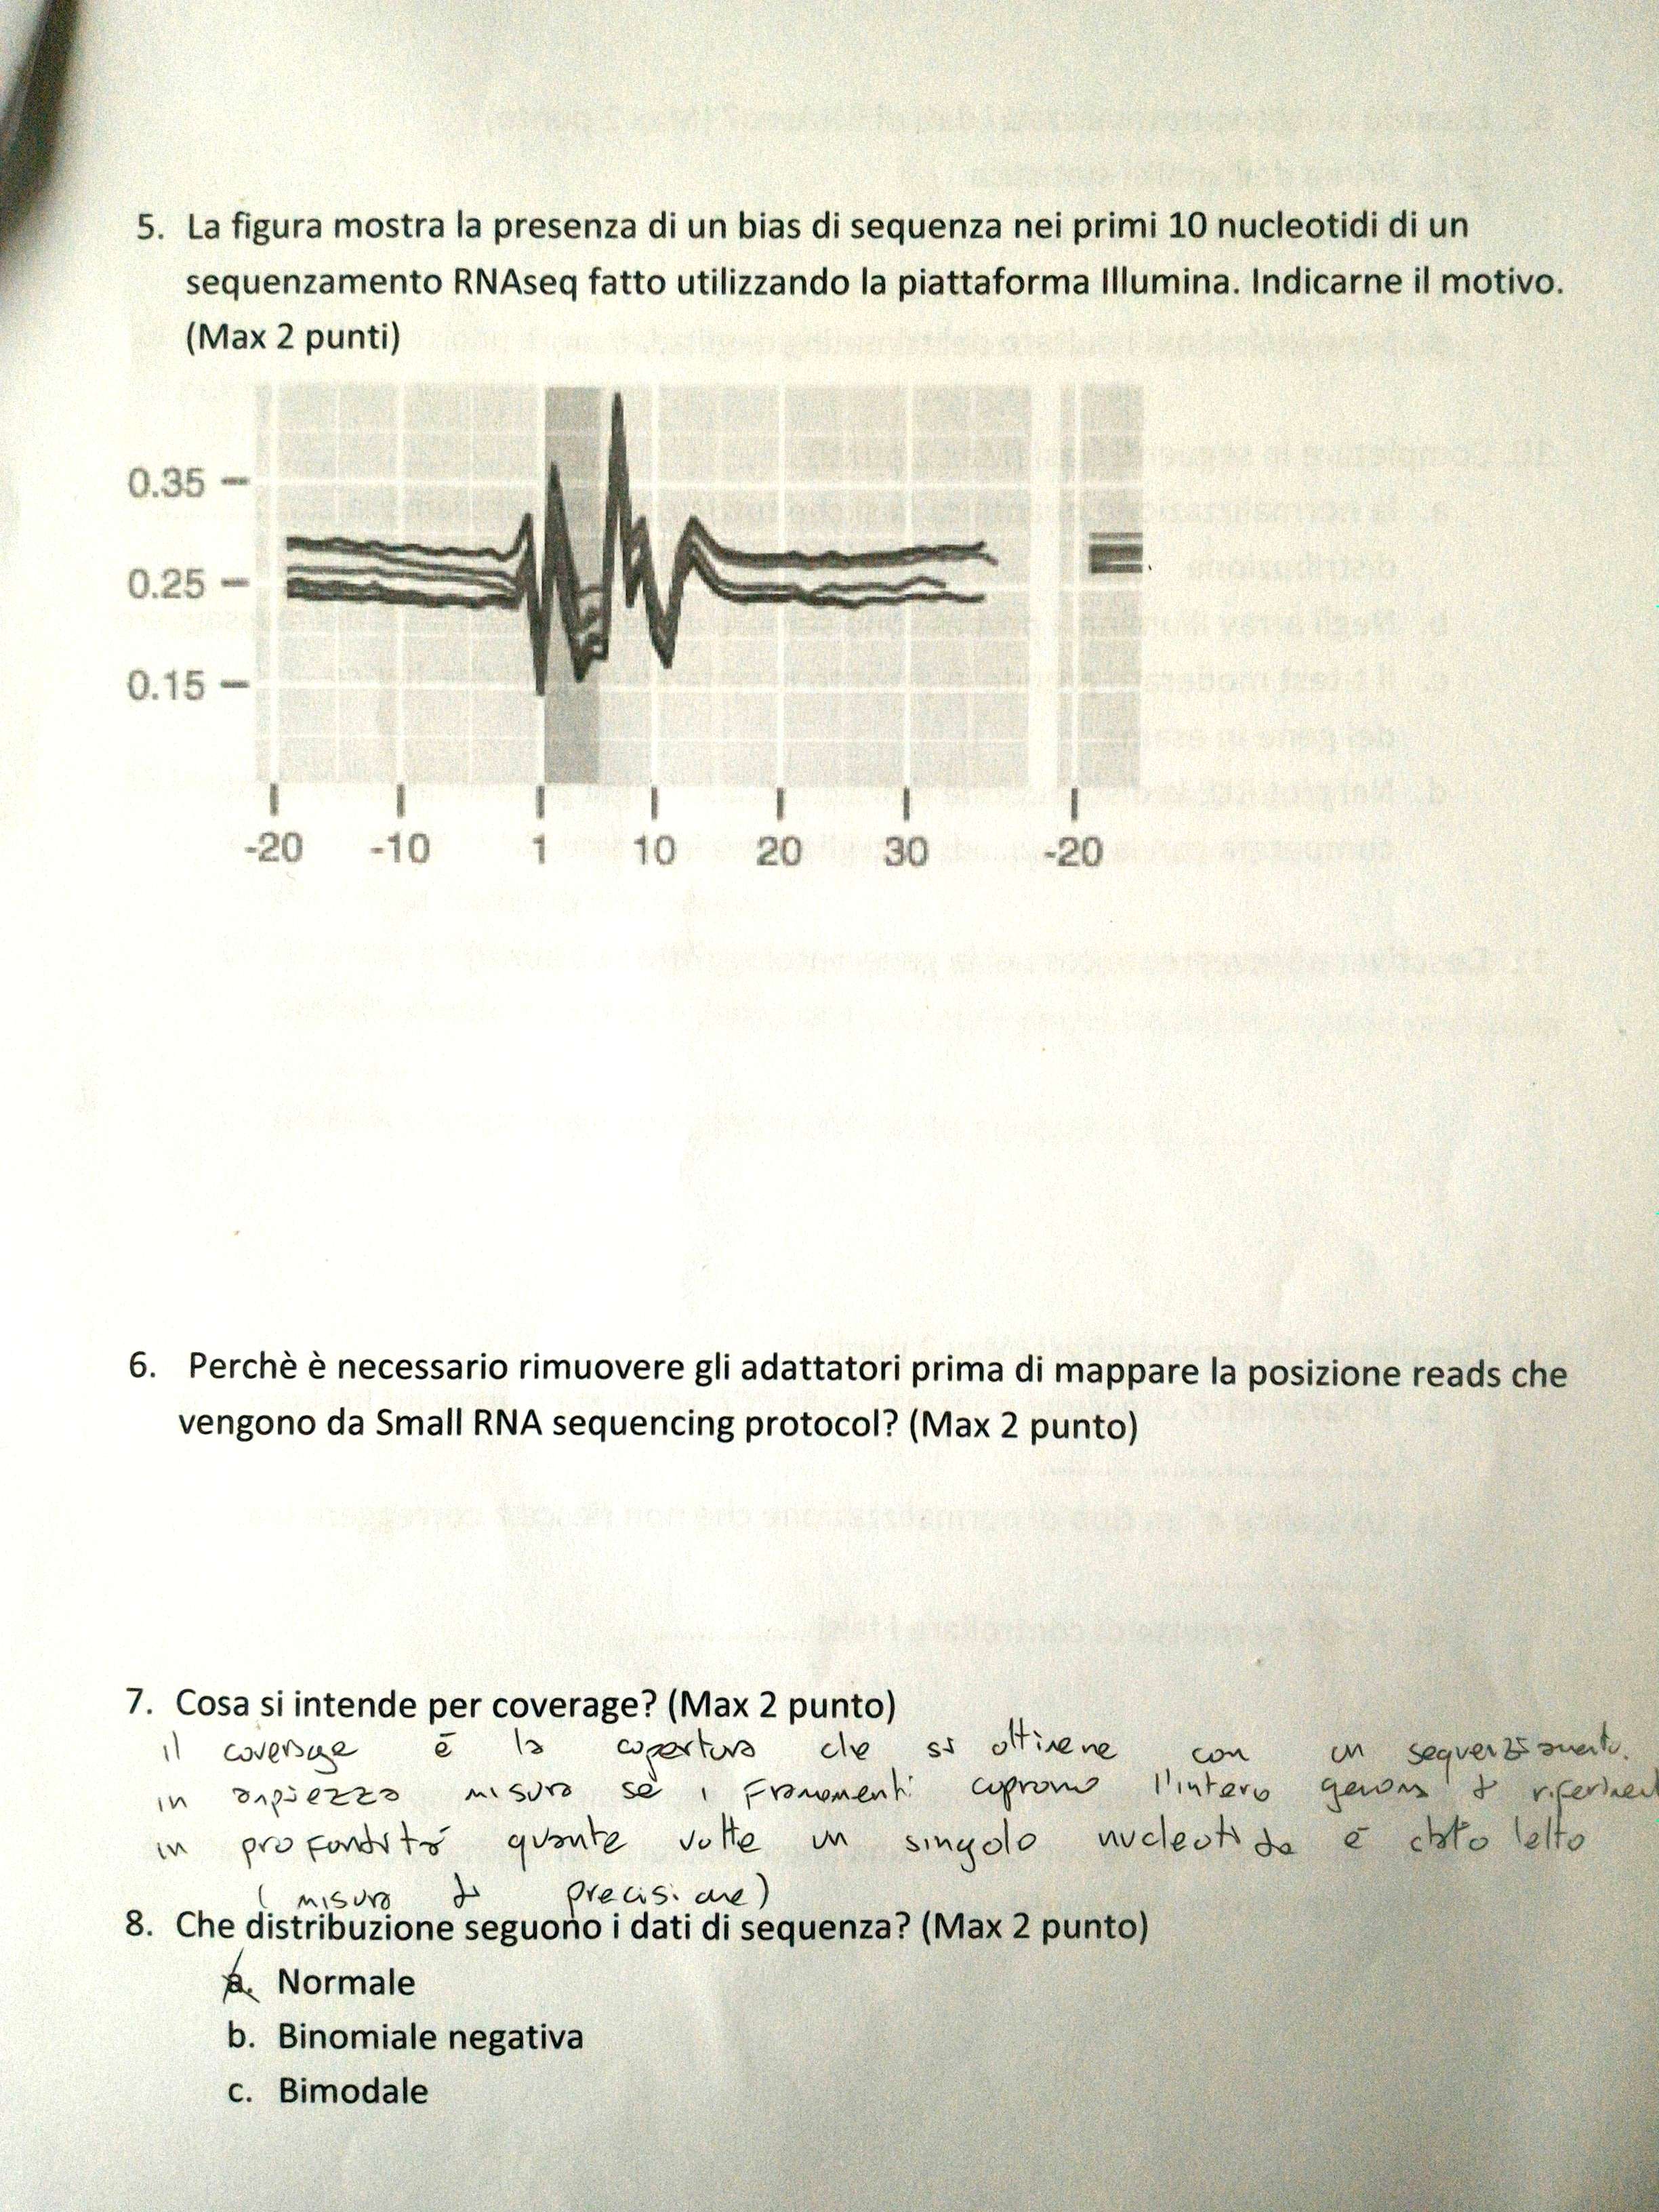 5. La figura mostra la presenza di un bias di sequenza nei primi 10 nucleotidi di un
sequenzamento RNAseq fatto utilizzando la piattaforma Illumina. Indicarne il motivo.
(Max 2 punti)
0.35
0.25
0.15
-20 -10 1 10 20 30 -20
6. Perchè è necessario rimuovere gli adattatori prima di mappare la posizione reads che
vengono da Small RNA sequencing protocol? (Max 2 punto)
7. Cosa si intende per coverage? (Max 2 punto)
il coverage è la copertura che si ottiene con un sequenziamento.
in ampiezza misura se i frammenti coprono l'intero genoma di
in profondità quante volte un singolo nucleotide è stato letto
(misura di precisione)
8. Che distribuzione seguono i dati di sequenza? (Max 2 punto)
a. Normale
b. Binomiale negativa
c. Bimodale